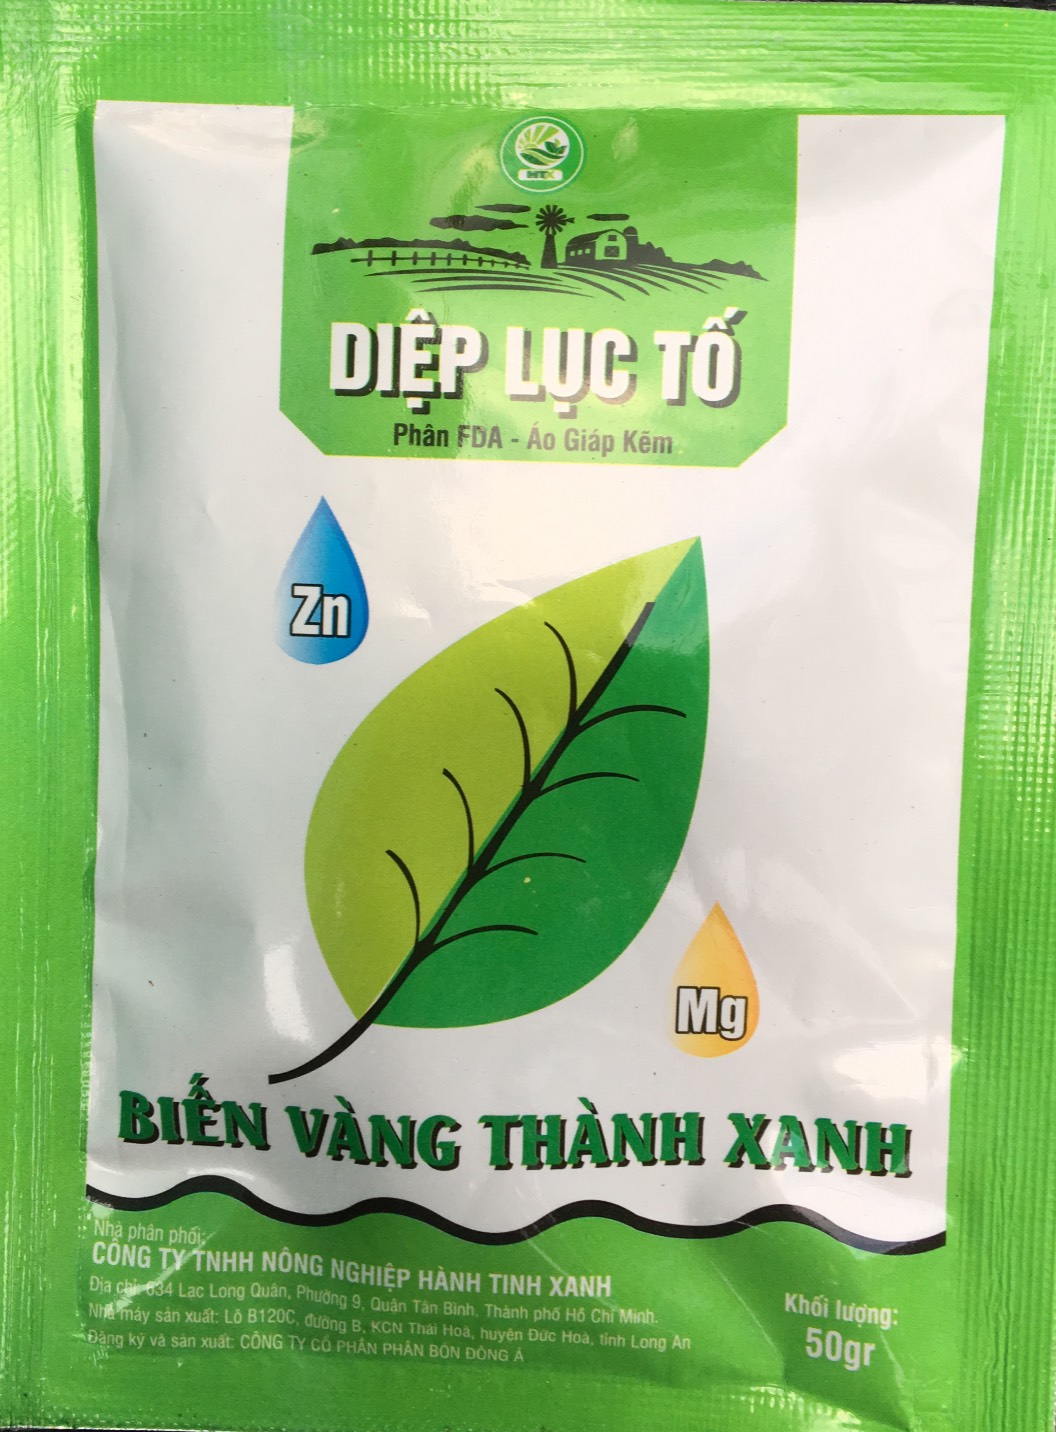 HTX
DIỆP LỤC TỐ
Phân FDA - Áo Giáp Kẽm
Zn
Mg
BIẾN VÀNG THÀNH XANH
Nhà phân phối:
CÔNG TY TNHH NÔNG NGHIỆP HÀNH TINH XANH
Địa chỉ: 634 Lạc Long Quân, Phường 9, Quận Tân Bình, Thành phố Hồ Chí Minh.
Nhà máy sản xuất: Lô B120C, đường B, KCN Thái Hoà, huyện Đức Hoà, tỉnh Long An
Đăng ký và sản xuất: CÔNG TY CỔ PHẦN PHÂN BÓN ĐÔNG Á
Khối lượng:
50gr